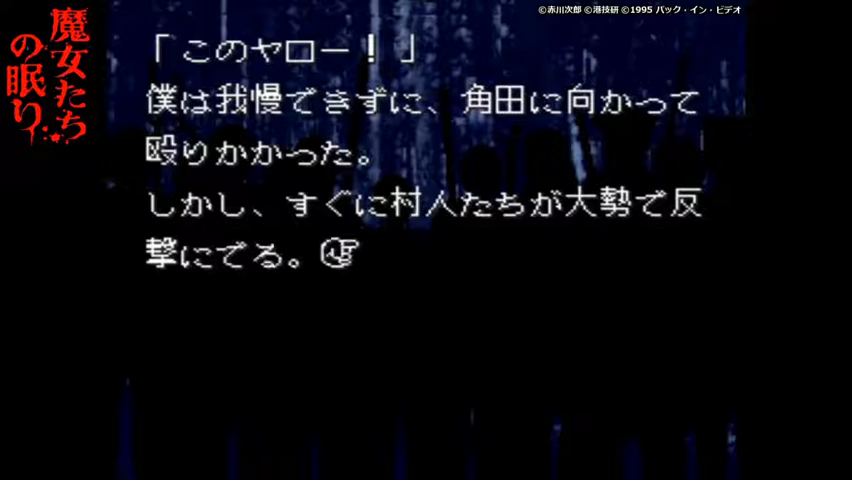 ©赤川次郎 ©港技研 ©1995 パック・イン・ビデオ
魔女たち
の眠り
「このヤロー！」
僕は我慢できずに、角田に向かって
殴りかかった。
しかし、すぐに村人たちが大勢で反
撃にでる。